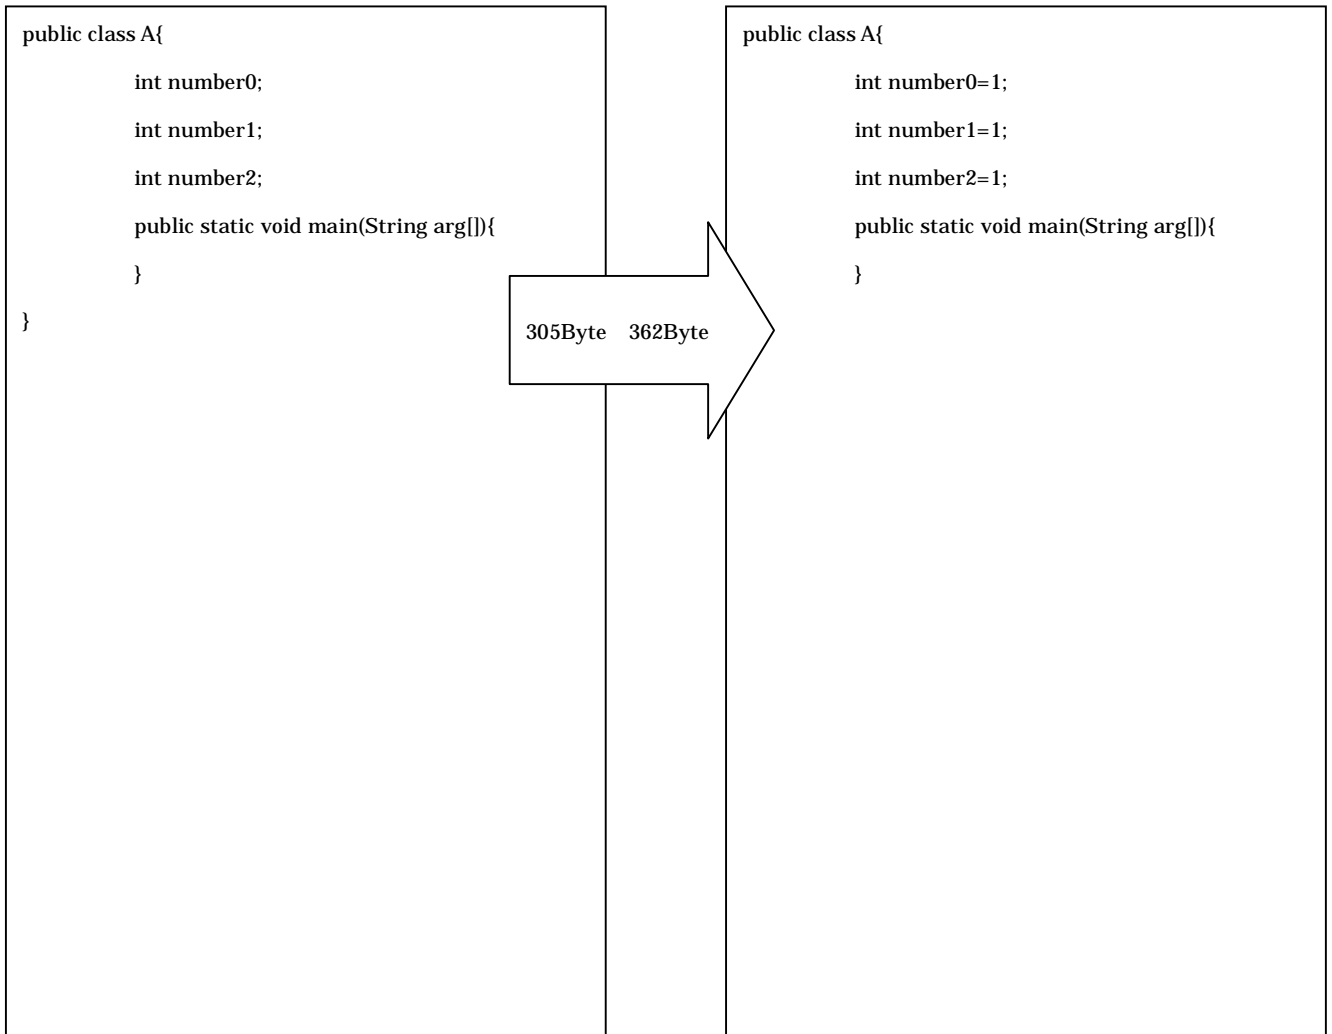 public class A{
int number0;
int number1;
int number2;
public static void main(String arg[]){
}
}
305Byte 362Byte
public class A{
int number0=1;
int number1=1;
int number2=1;
public static void main(String arg[]){
}